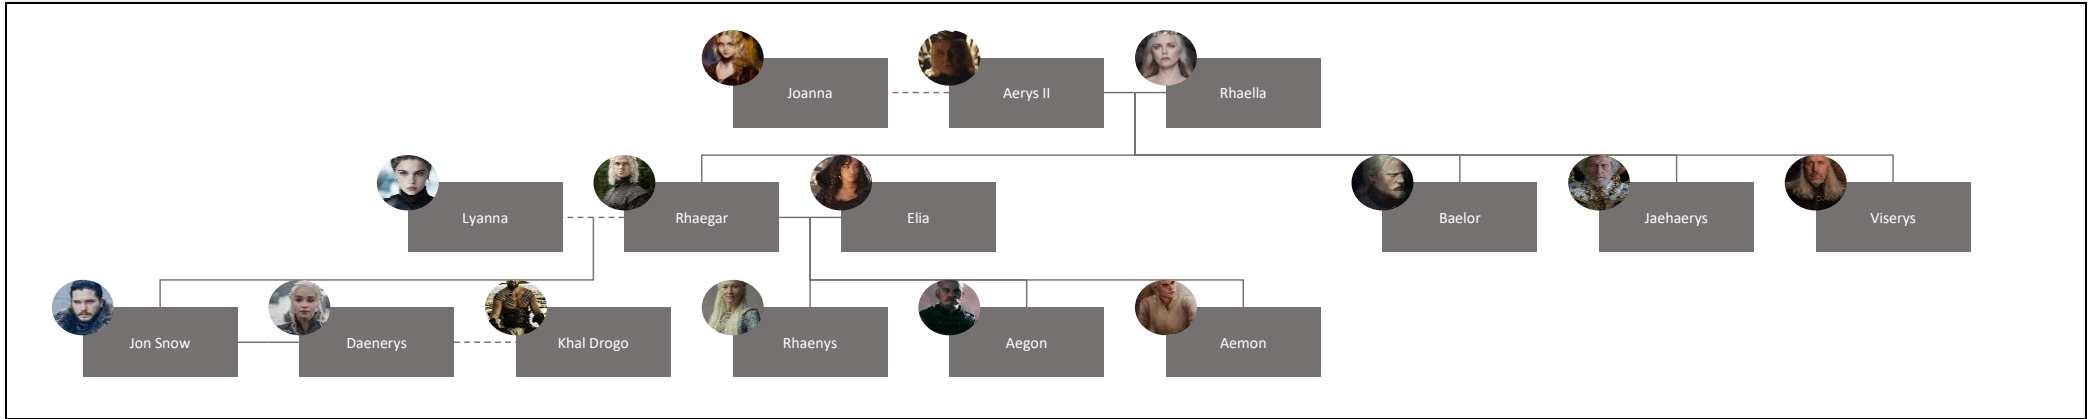 Joanna
Aerys II
Rhaella
Lyanna
Rhaegar
Elia
Baelor
Jaehaerys
Viserys
Jon Snow
Daenerys
Khal Drogo
Rhaenys
Aegon
Aemon